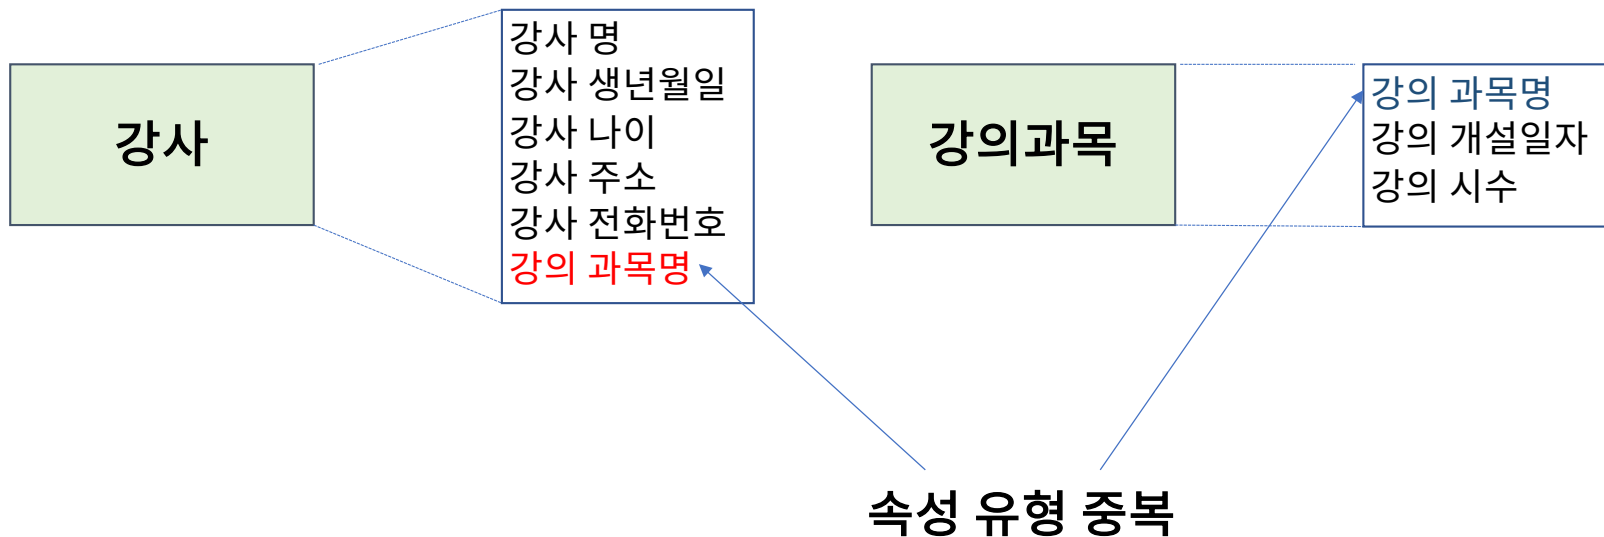 강사
강사 명
강사 생년월일
강사 나이
강사 주소
강사 전화번호
강의 과목명
강의과목
강의 과목명
강의 개설일자
강의 시수
속성 유형 중복